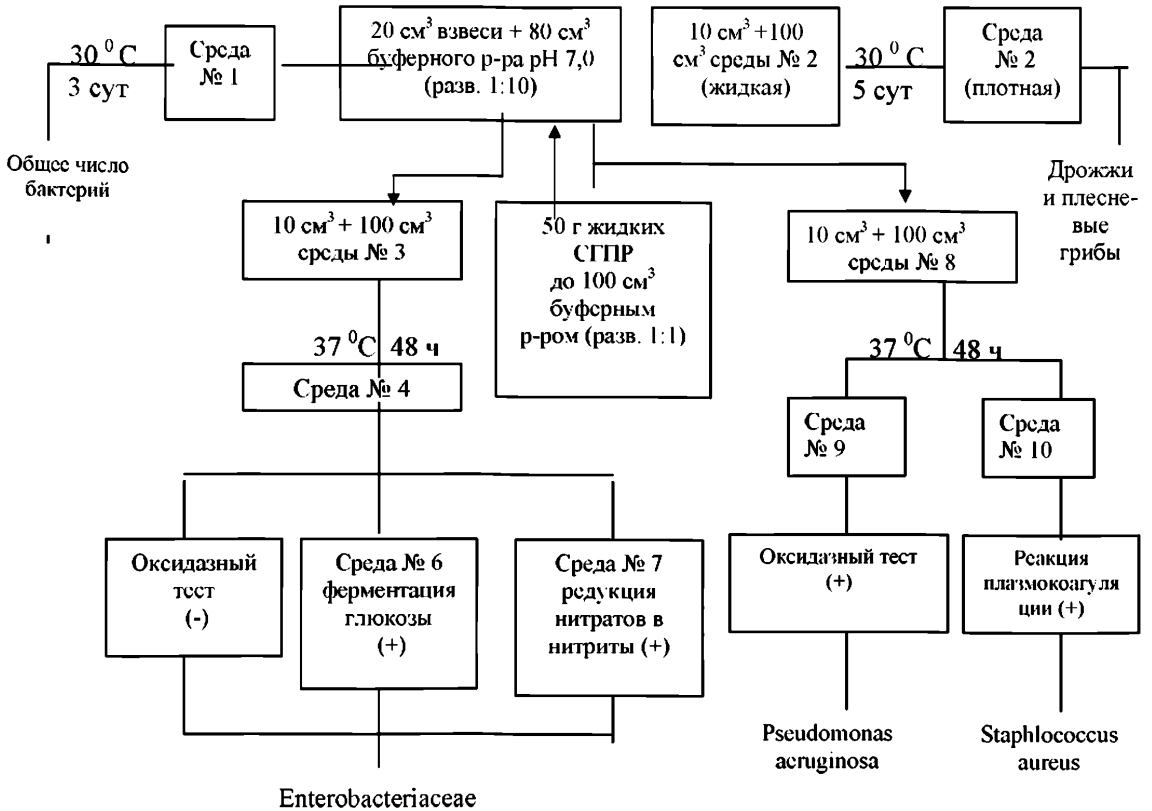 30 ⁰ С
3 сут
Среда
№ 1
20 см³ взвеси + 80 см³
буферного р-ра рН 7,0
(разв. 1:10)
10 см³ +100
см³ среды № 2
(жидкая)
30 ⁰ С
5 сут
Среда
№ 2
(плотная)
Общее число
бактерий
Дрожжи
и плесне-
вые
грибы
10 см³ + 100 см³
среды № 3
50 г жидких
СГПР
до 100 см³
буферным
р-ром (разв. 1:1)
10 см³ + 100 см³
среды № 8
37 ⁰С 48 ч
Среда № 4
37 ⁰С 48 ч
Среда
№ 9
Среда
№ 10
Оксидазный
тест
(-)
Среда № 6
ферментация
глюкозы
(+)
Среда № 7
редукция
нитратов в
нитриты (+)
Оксидазный тест
(+)
Реакция
плазмокоагуля
ции (+)
Pseudomonas
aeruginosa
Staphlococcus
aureus
Enterobacteriaceae